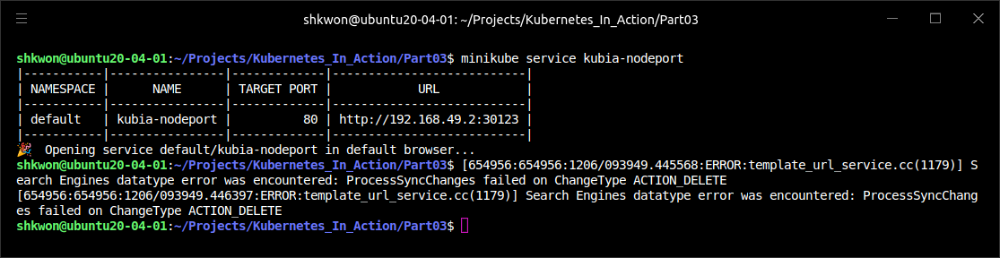 shkwon@ubuntu20-04-01: ~/Projects/Kubernetes_In_Action/Part03
shkwon@ubuntu20-04-01:~/Projects/Kubernetes_In_Action/Part03$ minikube service kubia-nodeport
|-----------|----------------|-------------|---------------------------|
| NAMESPACE |      NAME      | TARGET PORT |            URL            |
|-----------|----------------|-------------|---------------------------|
| default   | kubia-nodeport |          80 | http://192.168.49.2:30123 |
|-----------|----------------|-------------|---------------------------|
🎉  Opening service default/kubia-nodeport in default browser...
shkwon@ubuntu20-04-01:~/Projects/Kubernetes_In_Action/Part03$ [654956:654956:1206/093949.445568:ERROR:template_url_service.cc(1179)] S
earch Engines datatype error was encountered: ProcessSyncChanges failed on ChangeType ACTION_DELETE
[654956:654956:1206/093949.446397:ERROR:template_url_service.cc(1179)] Search Engines datatype error was encountered: ProcessSyncChang
es failed on ChangeType ACTION_DELETE
shkwon@ubuntu20-04-01:~/Projects/Kubernetes_In_Action/Part03$